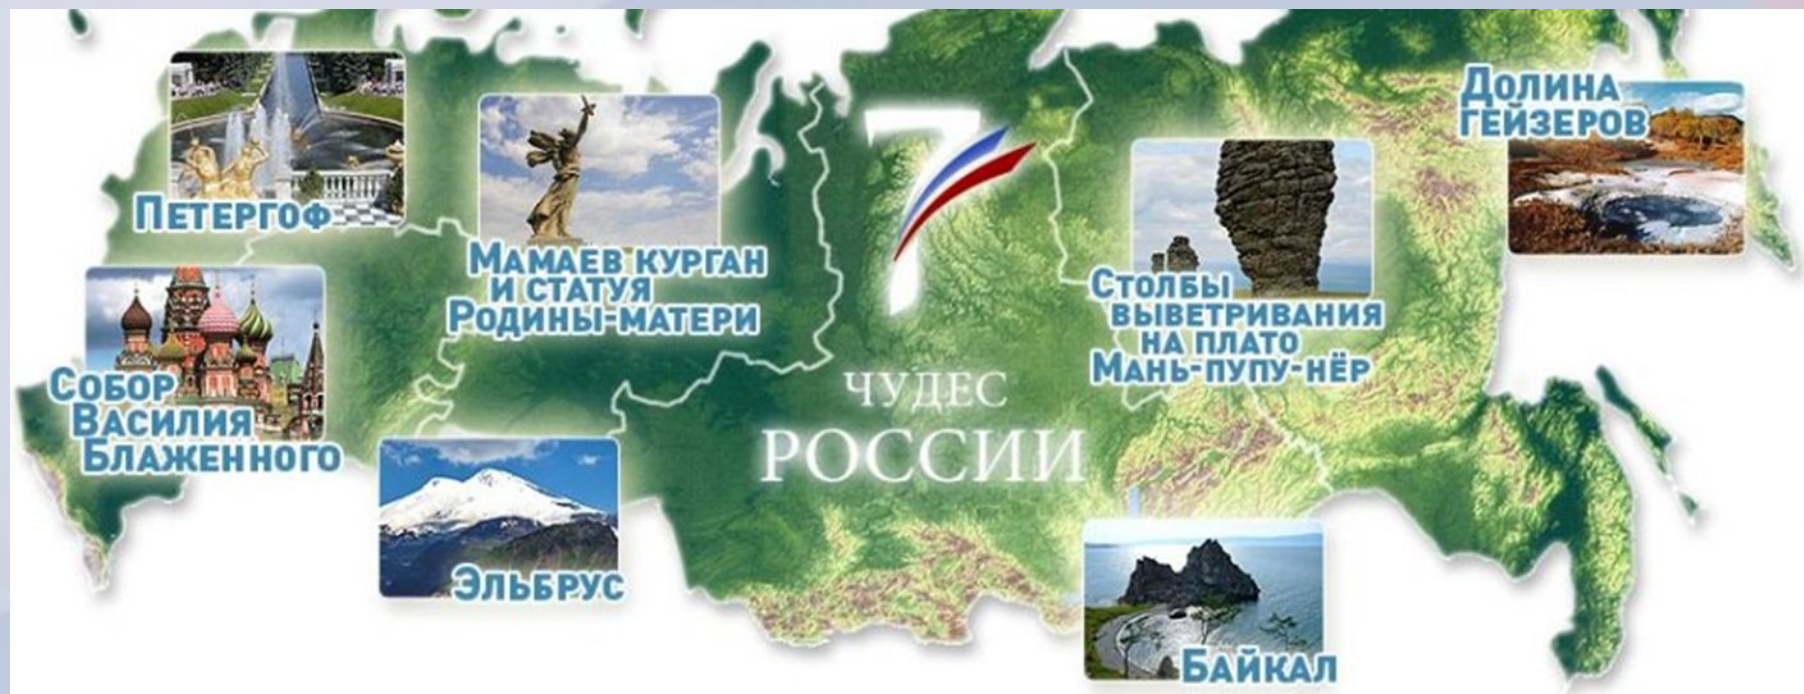 Петергоф
Мамаев курган
и статуя
Родины-матери
Собор
Василия
Блаженного
Эльбрус
7
чудес
России
Столбы
выветривания
на плато
Мань-пупу-нёр
Долина
гейзеров
Байкал